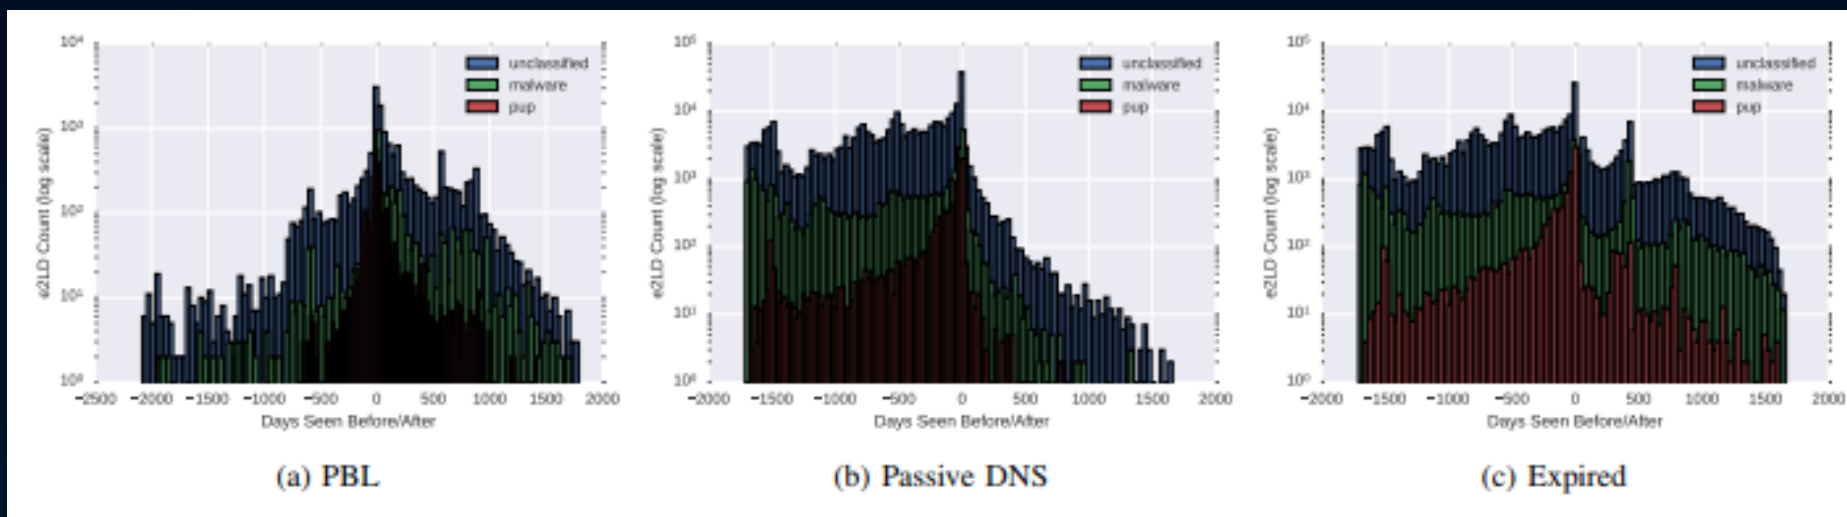 10⁴
10³
10²
10¹
10⁰
e2LD Count (log scale)
unclassified
malware
pup
−2500 −2000 −1500 −1000 −500 0 500 1000 1500 2000
Days Seen Before/After
(a) PBL
10⁵
10⁴
10³
10²
10¹
10⁰
e2LD Count (log scale)
unclassified
malware
pup
−2000 −1500 −1000 −500 0 500 1000 1500 2000
Days Seen Before/After
(b) Passive DNS
10⁵
10⁴
10³
10²
10¹
10⁰
e2LD Count (log scale)
unclassified
malware
pup
−2000 −1500 −1000 −500 0 500 1000 1500 2000
Days Seen Before/After
(c) Expired